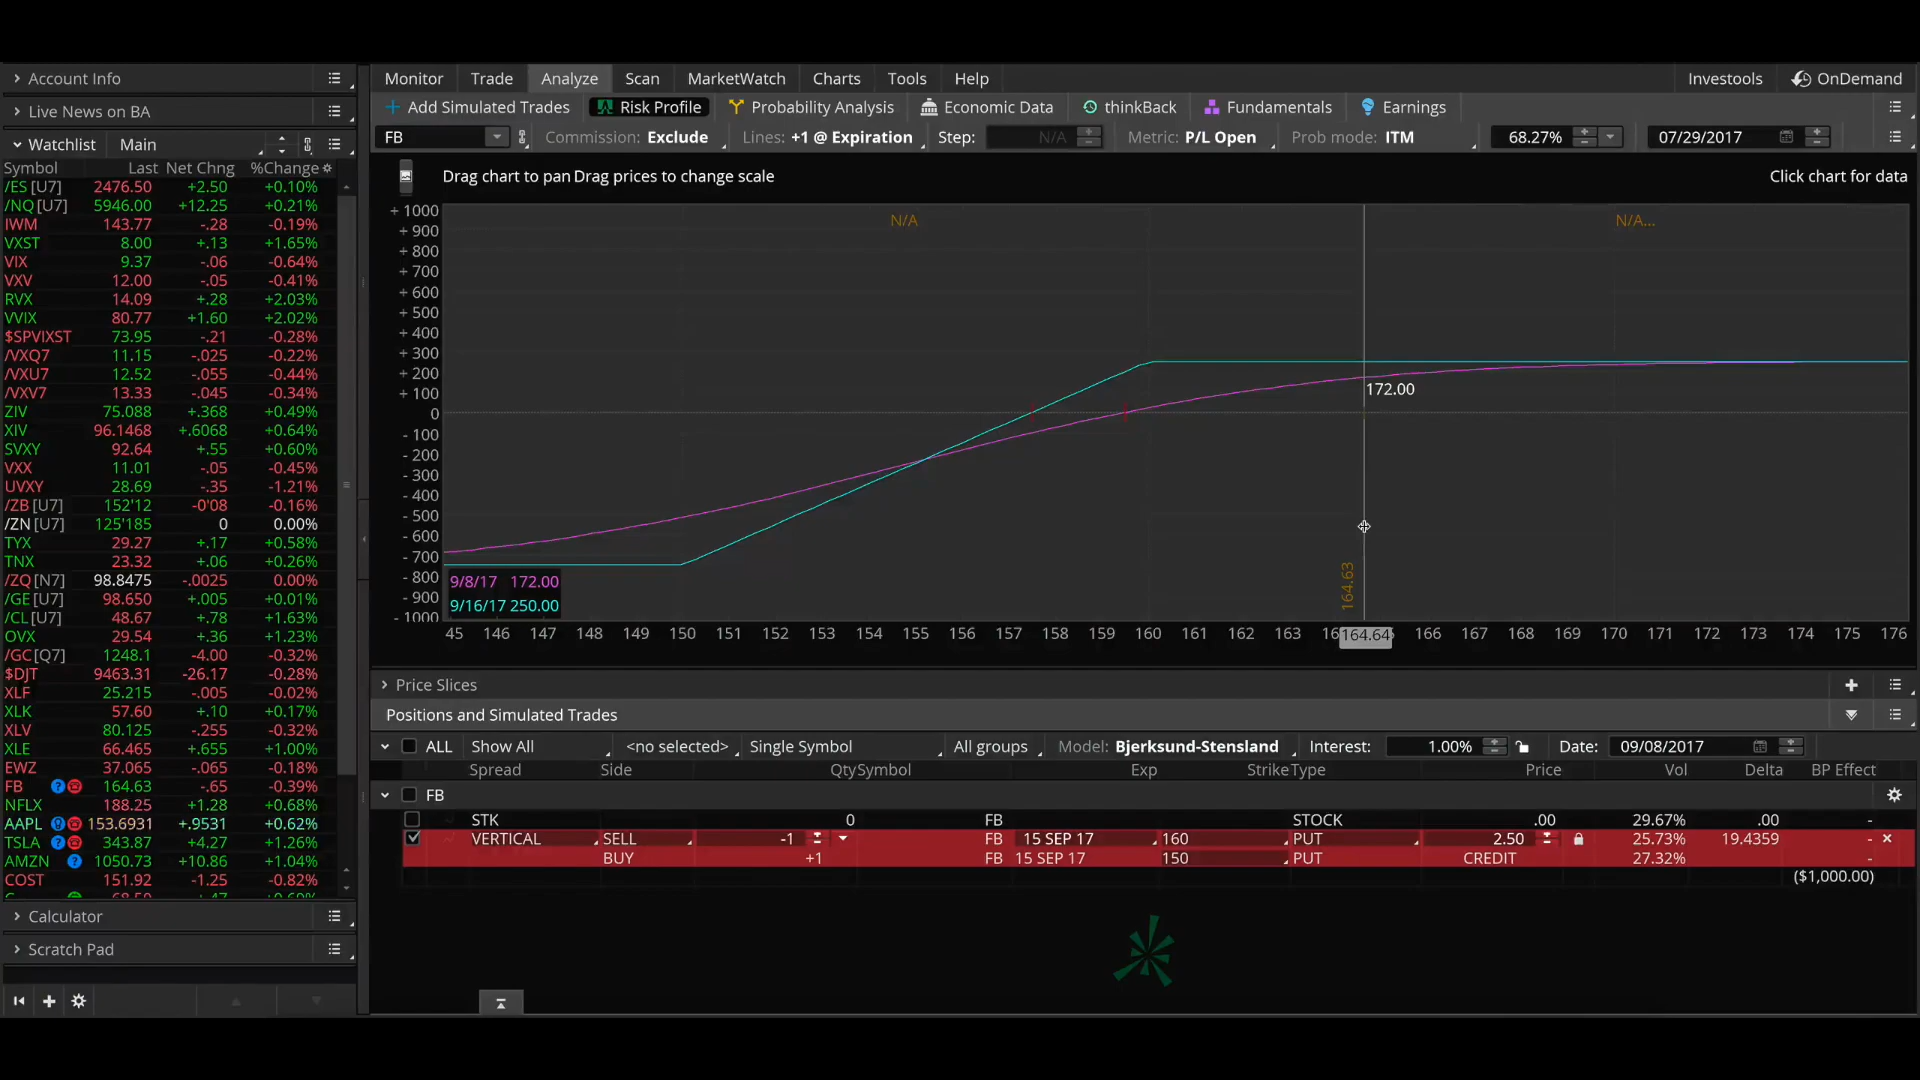 Account Info
Live News on BA
Watchlist Main
Symbol Last Net Chng %Change
/ES [U7] 2476.50 +2.50 +0.10%
/NQ[U7] 5946.00 +12.25 +0.21%
IWM 143.77 -.28 -0.19%
VXST 8.00 +.13 +1.65%
VIX 9.37 -.06 -0.64%
VXV 12.00 -.05 -0.41%
RVX 14.09 +.28 +2.03%
VVIX 80.77 +1.60 +2.02%
$SPVIXST 73.95 -.21 -0.28%
/VXQ7 11.15 -.025 -0.22%
/VXU7 12.52 -.055 -0.44%
/VXV7 13.33 -.045 -0.34%
ZIV 75.088 +.368 +0.49%
XIV 96.1468 +.6068 +0.64%
SVXY 92.64 +.55 +0.60%
VXX 11.01 -.05 -0.45%
UVXY 28.69 -.35 -1.21%
/ZB [U7] 152'12 -0'08 -0.16%
/ZN [U7] 125'185 0 0.00%
TYX 29.27 +.17 +0.58%
TNX 23.32 +.06 +0.26%
/ZQ [N7] 98.8475 -.0025 0.00%
/GE [U7] 98.650 +.005 +0.01%
/CL [U7] 48.67 +.78 +1.63%
OVX 29.54 +.36 +1.23%
/GC[Q7] 1248.1 -4.00 -0.32%
$DJT 9463.31 -26.17 -0.28%
XLF 25.215 -.005 -0.02%
XLK 57.60 +.10 +0.17%
XLV 80.125 -.255 -0.32%
XLE 66.465 +.655 +1.00%
EWZ 37.065 -.065 -0.18%
FB 164.63 -.65 -0.39%
NFLX 188.25 +1.28 +0.68%
AAPL 153.6931 +.9531 +0.62%
TSLA 343.87 +4.27 +1.26%
AMZN 1050.73 +10.86 +1.04%
COST 151.92 -1.25 -0.82%
Calculator
Scratch Pad
Monitor Trade Analyze Scan MarketWatch Charts Tools Help Investools OnDemand
Add Simulated Trades Risk Profile Probability Analysis Economic Data thinkBack Fundamentals Earnings
FB Commission: Exclude Lines: +1 @ Expiration Step: N/A Metric: P/L Open Prob mode: ITM 68.27% 07/29/2017
Drag chart to pan Drag prices to change scale Click chart for data
N/A N/A...
+ 1000
+ 900
+ 800
+ 700
+ 600
+ 500
+ 400
+ 300
+ 200
+ 100
0
- 100
- 200
- 300
- 400
- 500
- 600
- 700
- 800
- 900
- 1000
172.00
9/8/17 172.00
9/16/17 250.00
164.63
45 146 147 148 149 150 151 152 153 154 155 156 157 158 159 160 161 162 163 16 164.64 166 167 168 169 170 171 172 173 174 175 176
Price Slices
Positions and Simulated Trades
ALL Show All <no selected> Single Symbol All groups Model: Bjerksund-Stensland Interest: 1.00% Date: 09/08/2017
Spread Side Qty Symbol Exp Strike Type Price Vol Delta BP Effect
FB
STK 0 FB STOCK .00 29.67% .00 -
VERTICAL SELL -1 FB 15 SEP 17 160 PUT 2.50 25.73% 19.4359 -
BUY +1 FB 15 SEP 17 150 PUT CREDIT 27.32% -
($1,000.00)